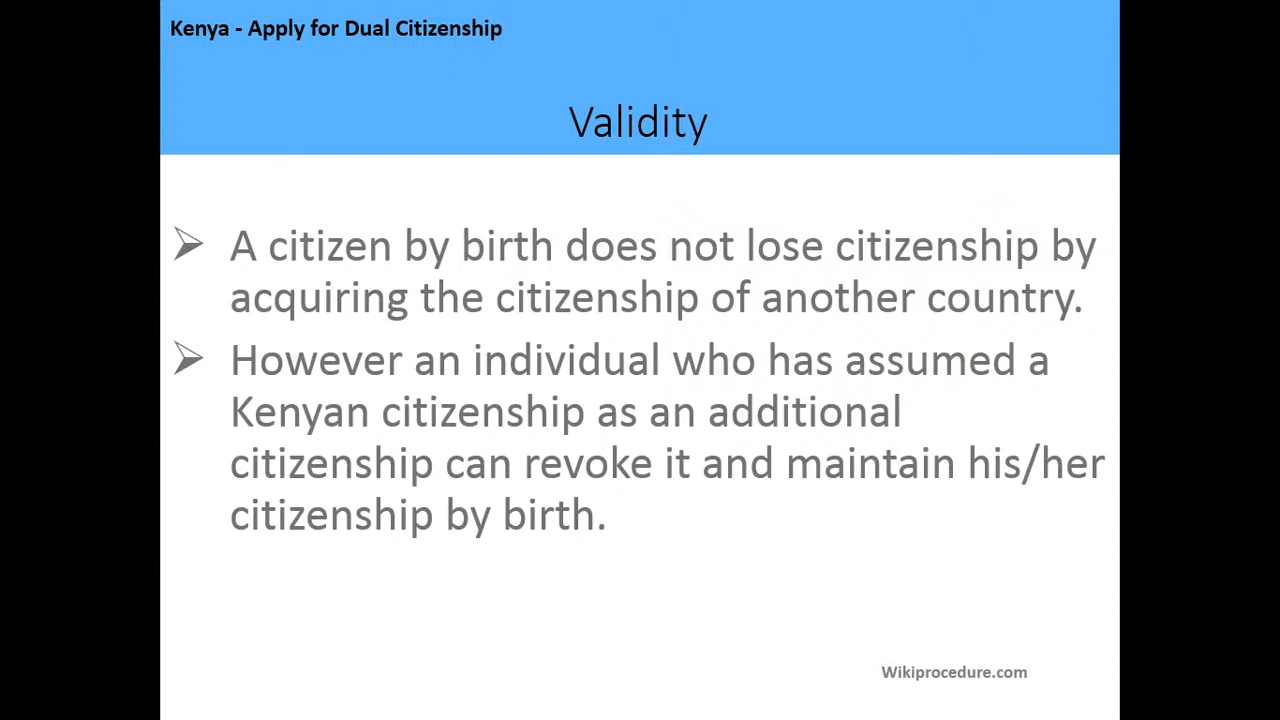 Kenya - Apply for Dual Citizenship
Validity
A citizen by birth does not lose citizenship by
acquiring the citizenship of another country.
However an individual who has assumed a
Kenyan citizenship as an additional
citizenship can revoke it and maintain his/her
citizenship by birth.
Wikiprocedure.com